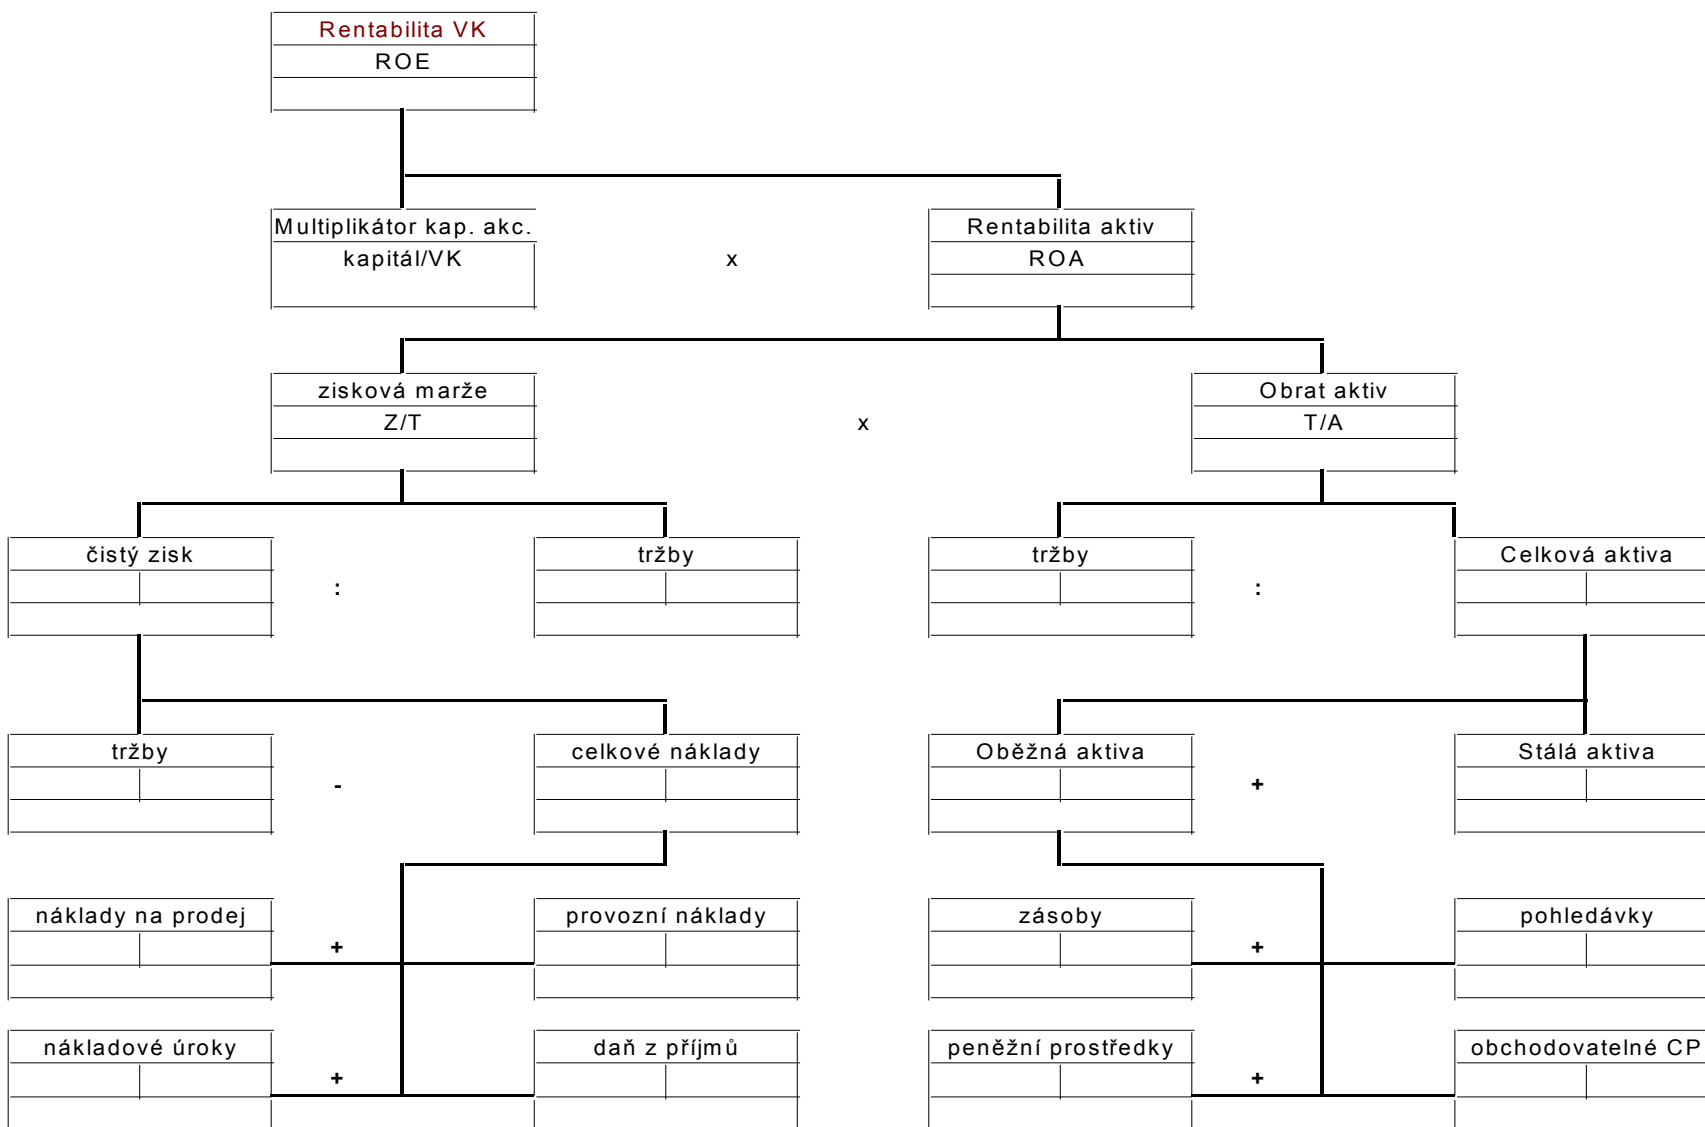 Rentabilita VK
ROE
Multiplikátor kap. akc.
kapitál/VK
x
Rentabilita aktiv
ROA
zisková marže
Z/T
x
Obrat aktiv
T/A
čistý zisk
:
tržby
tržby
:
Celková aktiva
tržby
-
celkové náklady
Oběžná aktiva
+
Stálá aktiva
náklady na prodej
+
provozní náklady
zásoby
+
pohledávky
nákladové úroky
+
daň z příjmů
peněžní prostředky
+
obchodovatelné CP